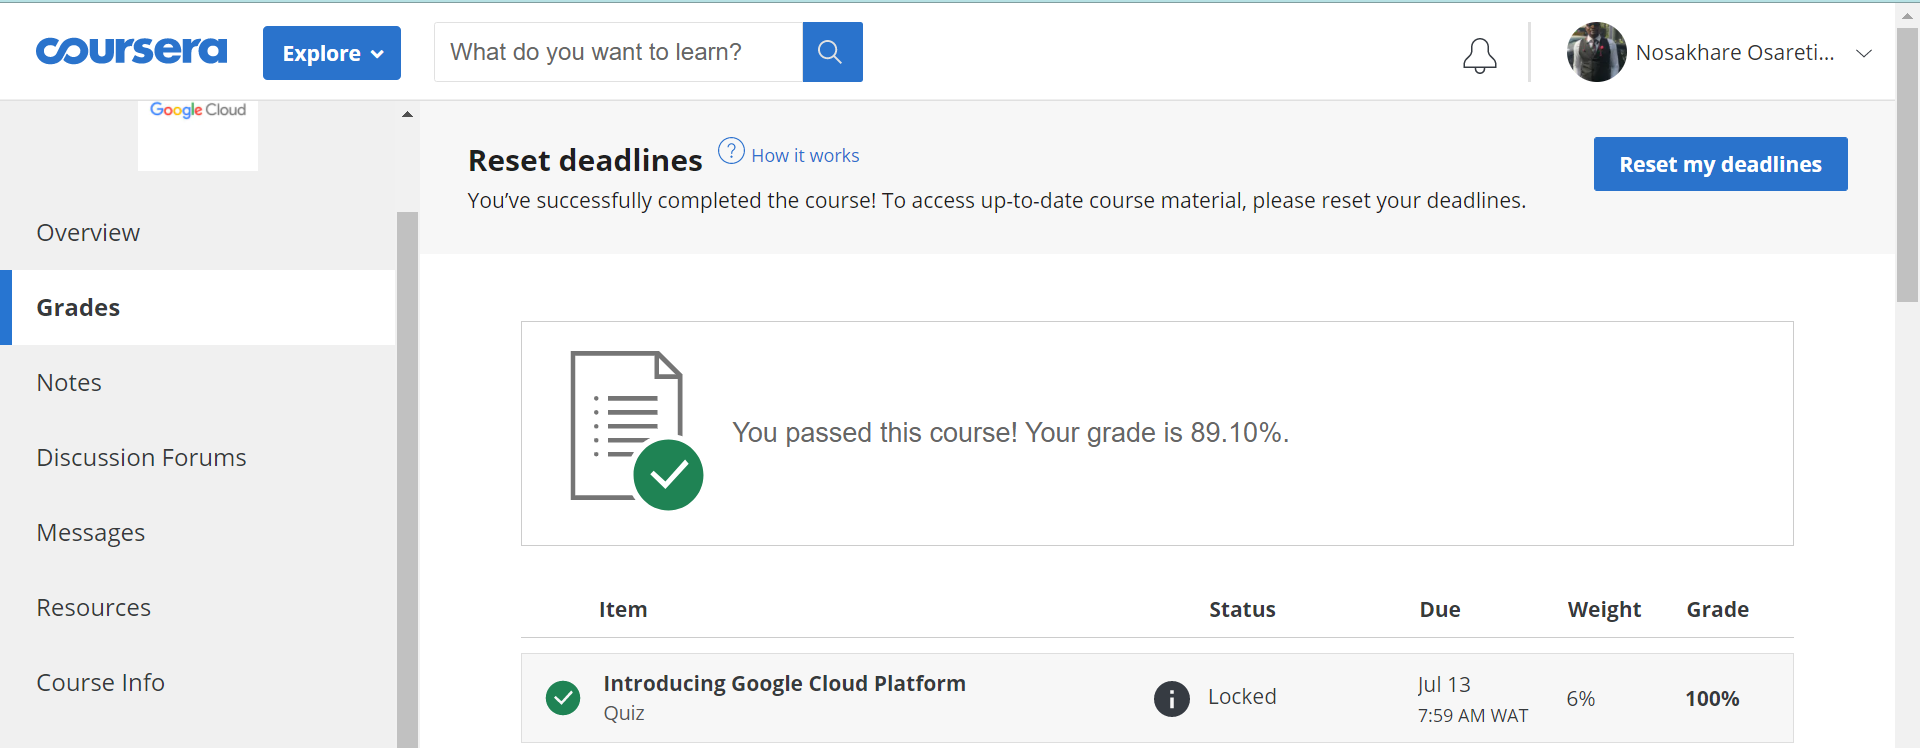 coursera
Explore
What do you want to learn?
Nosakhare Osareti...
Google Cloud
Overview
Grades
Notes
Discussion Forums
Messages
Resources
Course Info
Reset deadlines
? How it works
You’ve successfully completed the course! To access up-to-date course material, please reset your deadlines.
Reset my deadlines
You passed this course! Your grade is 89.10%.
Item Status Due Weight Grade
Introducing Google Cloud Platform
Quiz
Locked
Jul 13
7:59 AM WAT
6%
100%